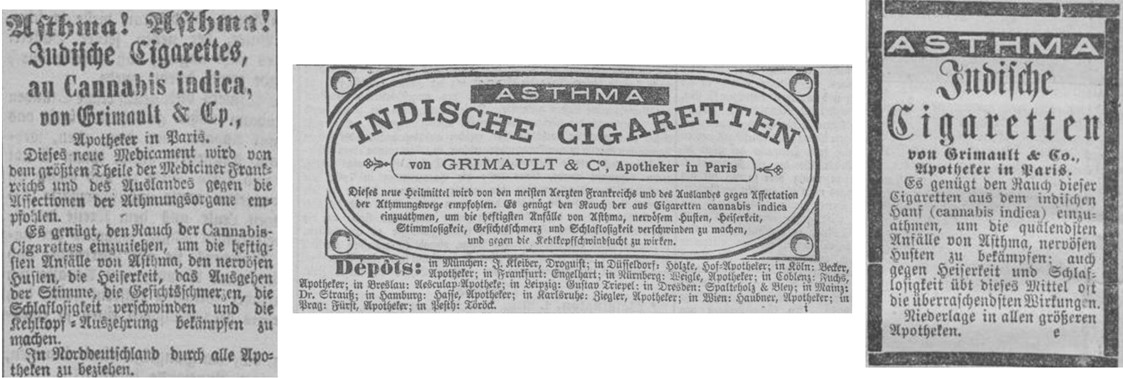 Asthma! Asthma!
Indische Cigarettes,
au Cannabis indica,
von Grimault & Cp.,
Apotheker in Paris.
Dieses neue Medicament wird von
dem größten Theile der Mediciner Frank-
reichs und des Auslandes gegen die
Affectionen der Athmungsorgane em-
pfohlen.
Es genügt, den Rauch der Cannabis-
Cigarettes einzuziehen, um die heftig-
sten Anfälle von Asthma, den nervösen
Husten, die Heiserkeit, das Ausgehen
der Stimme, die Gesichtsschmerzen, die
Schlaflosigkeit verschwinden und die
Kehlkopf-Auszehrung bekämpfen zu
machen.
In Norddeutschland durch alle Apo-
theken zu beziehen.
ASTHMA
INDISCHE CIGARETTEN
von GRIMAULT & Co, Apotheker in Paris
Dieses neue Heilmittel wird von den meisten Aerzten Frankreichs und des Auslandes gegen Affectation
der Athmungswege empfohlen. Es genügt den Rauch der aus Cigaretten cannabis indica
einzuathmen, um die heftigsten Anfälle von Asthma, nervösem Husten, Heiserkeit,
Stimmlosigkeit, Gesichtsschmerz und Schlaflosigkeit verschwinden zu machen,
und gegen die Kehlkopfschwindsucht zu wirken.
Dépôts: in München: J. Kleiber, Droguist; in Düsseldorf: Holzke, Hof-Apotheker; in Köln: Becker,
Apotheker; in Frankfurt: Engelhart; in Nürnberg: Weigle, Apotheker; in Coblenz: Fuchs,
Apotheker; in Breslau: Aesculap-Apotheke; in Leipzig: Gustav Triepel; in Dresden: Spalteholz & Bley; in Mainz:
Dr. Strauß; in Hamburg: Hasse, Apotheker; in Karlsruhe: Ziegler, Apotheker; in Wien: Haubner, Apotheker; in
Prag: Fürst, Apotheker; in Pesth: Töröck.
ASTHMA
Indische
Cigaretten
von Grimault & Co.,
Apotheker in Paris.
Es genügt den Rauch dieser
Cigaretten aus dem indischen
Hanf (cannabis indica) einzu-
athmen, um die quälendsten
Anfälle von Asthma, nervösen
Husten zu bekämpfen; auch
gegen Heiserkeit und Schlaf-
losigkeit übt dieses Mittel oft
die überraschendsten Wirkungen.
Niederlage in allen größeren
Apotheken. e